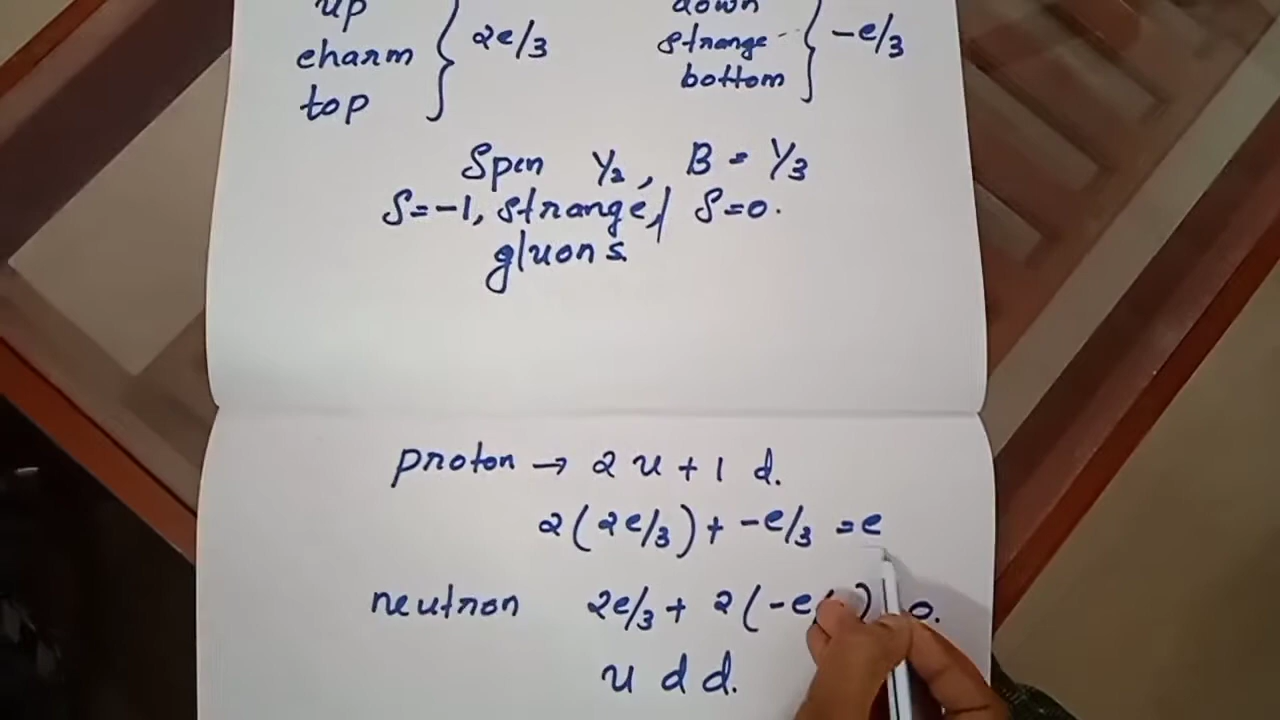 up down
charm } 2e/3 strange } -e/3
top bottom
Spin 1/2, B = 1/3
S=-1, strange, S=0.
gluons
proton → 2 u + 1 d.
2(2e/3) + -e/3 = e
neutron 2e/3 + 2(-e/ ) 0.
u d d.